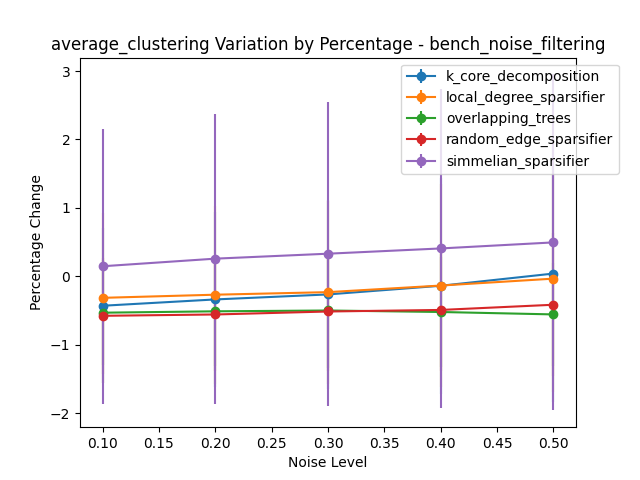 average_clustering Variation by Percentage - bench_noise_filtering
k_core_decomposition
local_degree_sparsifier
overlapping_trees
random_edge_sparsifier
simmelian_sparsifier
Percentage Change
3
2
1
0
−1
−2
0.10 0.15 0.20 0.25 0.30 0.35 0.40 0.45 0.50
Noise Level